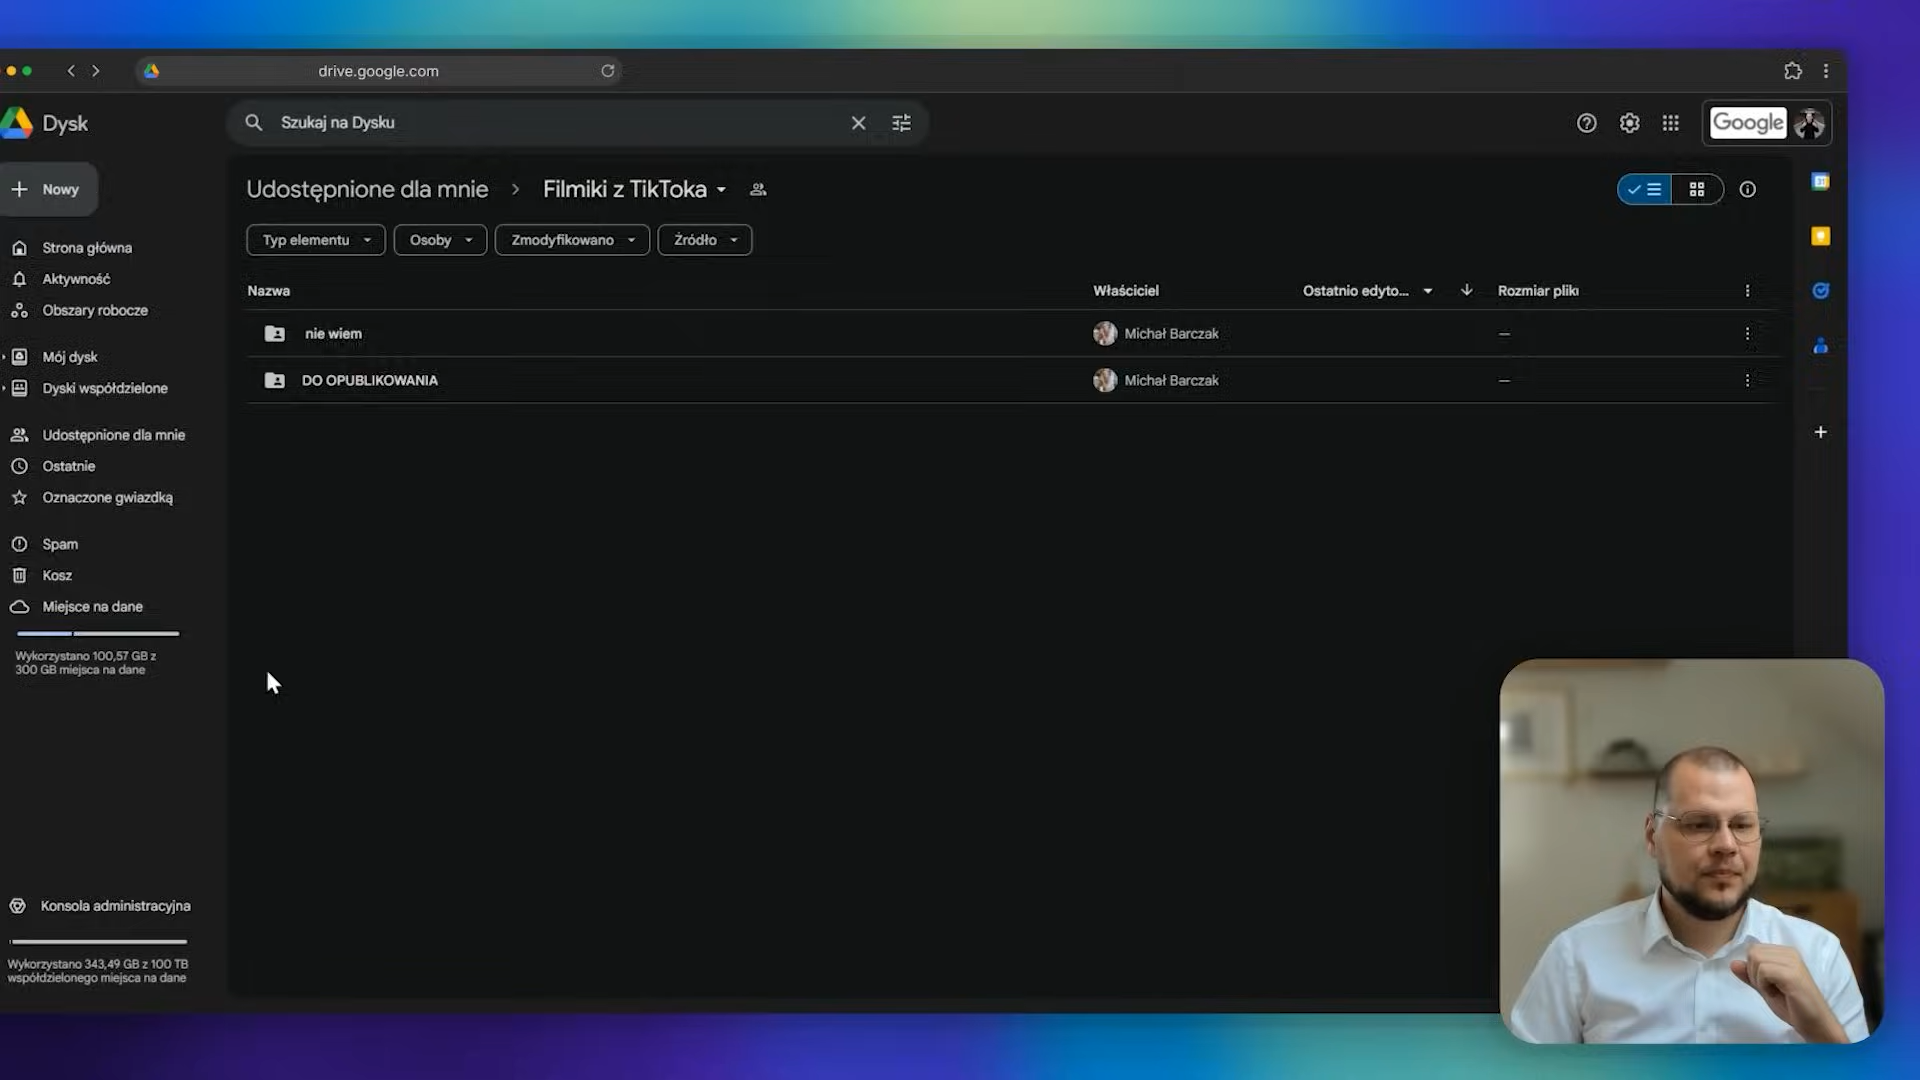 drive.google.com
Dysk
Szukaj na Dysku
Google
Nowy
Udostępnione dla mnie > Filmiki z TikToka
Typ elementu
Osoby
Zmodyfikowano
Źródło
Strona główna
Aktywność
Obszary robocze
Mój dysk
Dyski współdzielone
Udostępnione dla mnie
Ostatnie
Oznaczone gwiazdką
Spam
Kosz
Miejsce na dane
Wykorzystano 100,57 GB z
300 GB miejsca na dane
Nazwa Właściciel Ostatnio edyto... Rozmiar pliku
nie wiem Michał Barczak —
DO OPUBLIKOWANIA Michał Barczak —
Konsola administracyjna
Wykorzystano 343,49 GB z 100 TB
współdzielonego miejsca na dane